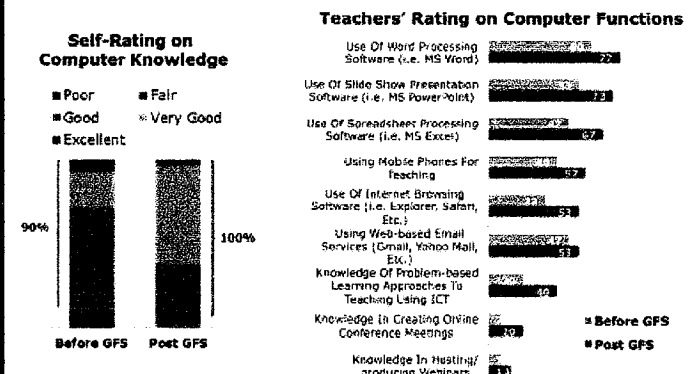 Teachers' Rating on Computer Functions
Self-Rating on
Computer Knowledge
Poor
Fair
Good
Very Good
Excellent
90%
100%
Before GFS
Post GFS
Use Of Word Processing
Software (i.e. MS Word)
77
Use Of Slide Show Presentation
Software (i.e. MS PowerPoint)
73
Use Of Spreadsheet Processing
Software (i.e. MS Excel)
67
Using Mobile Phones For
Teaching
57
Use Of Internet Browsing
Software (i.e. Explorer, Safari,
Etc.)
53
Using Web-based Email
Services (Gmail, Yahoo Mail,
Etc.)
53
Knowledge Of Problem-based
Learning Approaches To
Teaching Using ICT
40
Knowledge In Creating Online
Conference Meetings
20
Knowledge In Hosting/
producing Webinars
13
Before GFS
Post GFS